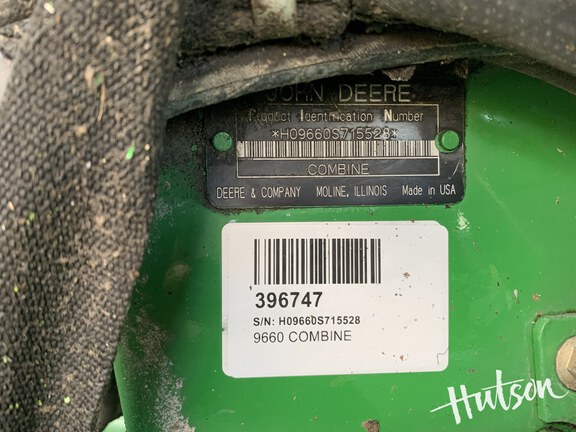 JOHN DEERE
Product Identification Number
*H09660S715528*
COMBINE
DEERE & COMPANY MOLINE, ILLINOIS Made in USA
396747
S/N: H09660S715528
9660 COMBINE
Hutson